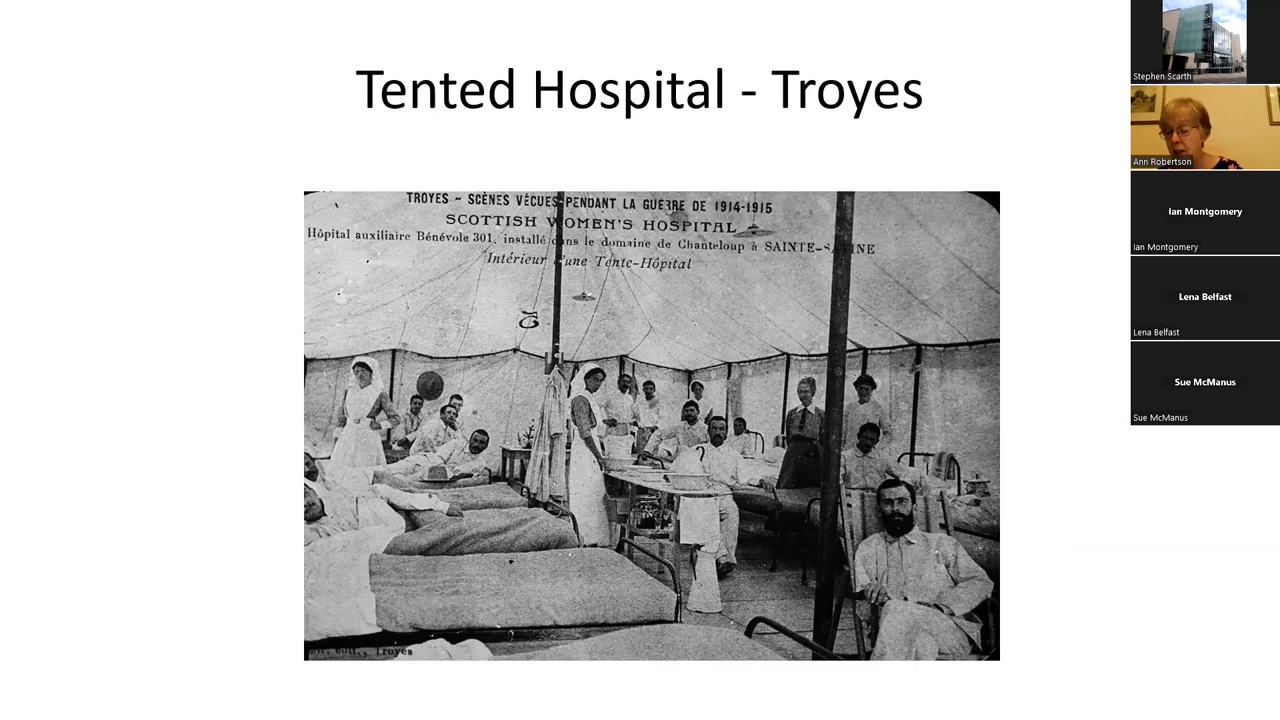 Tented Hospital - Troyes
TROYES ~ SCÈNES VÉCUES PENDANT LA GUERRE DE 1914-1915
SCOTTISH WOMEN'S HOSPITAL
Hôpital auxiliaire Bénévole 301, installé dans le domaine de Chanteloup à SAINTE-SAVINE
Intérieur d'une Tente-Hôpital
édit., Troyes
Stephen Scarth
Ann Robertson
Ian Montgomery
Ian Montgomery
Lena Belfast
Lena Belfast
Sue McManus
Sue McManus